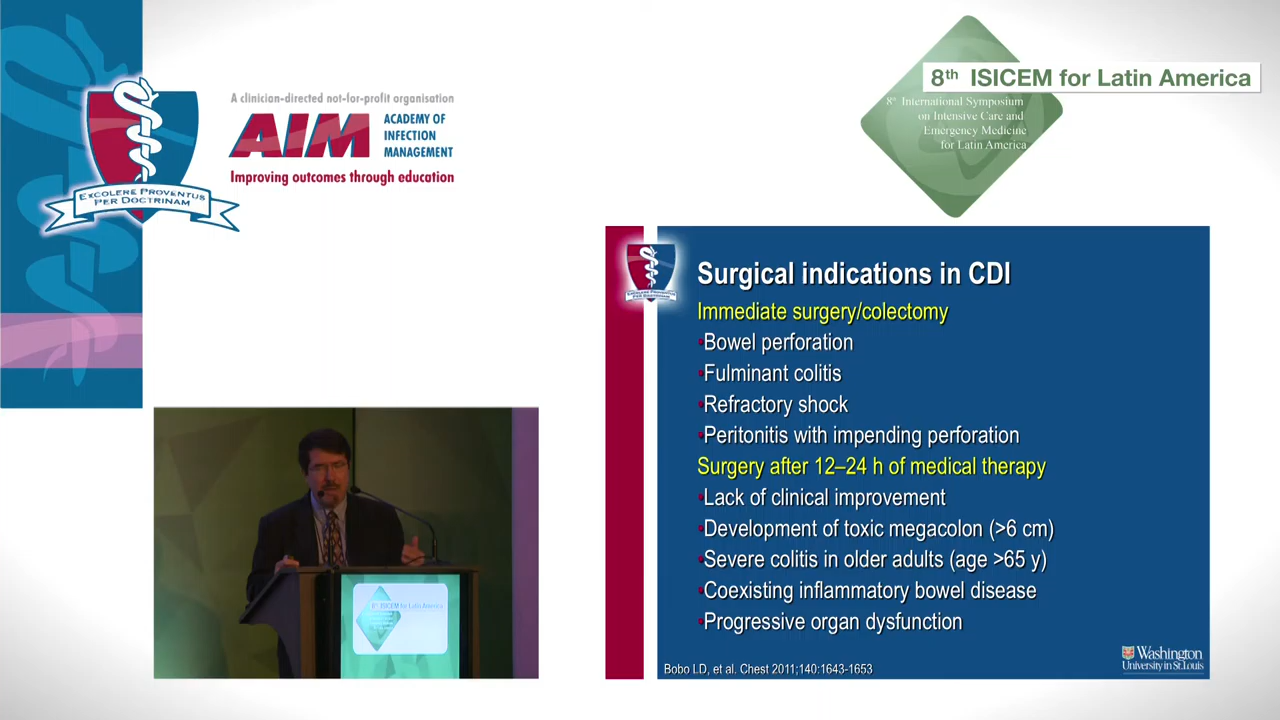 A clinician-directed not-for-profit organisation
AIM
ACADEMY OF
INFECTION
MANAGEMENT
Improving outcomes through education
EXCOLERE PROVENTUS
PER DOCTRINAM
8th ISICEM for Latin America
8th International Symposium
on Intensive Care and
Emergency Medicine
for Latin America
Surgical indications in CDI
Immediate surgery/colectomy
•Bowel perforation
•Fulminant colitis
•Refractory shock
•Peritonitis with impending perforation
Surgery after 12–24 h of medical therapy
•Lack of clinical improvement
•Development of toxic megacolon (>6 cm)
•Severe colitis in older adults (age >65 y)
•Coexisting inflammatory bowel disease
•Progressive organ dysfunction
Bobo LD, et al. Chest 2011;140:1643-1653
Washington
University in St. Louis
8th ISICEM for Latin America